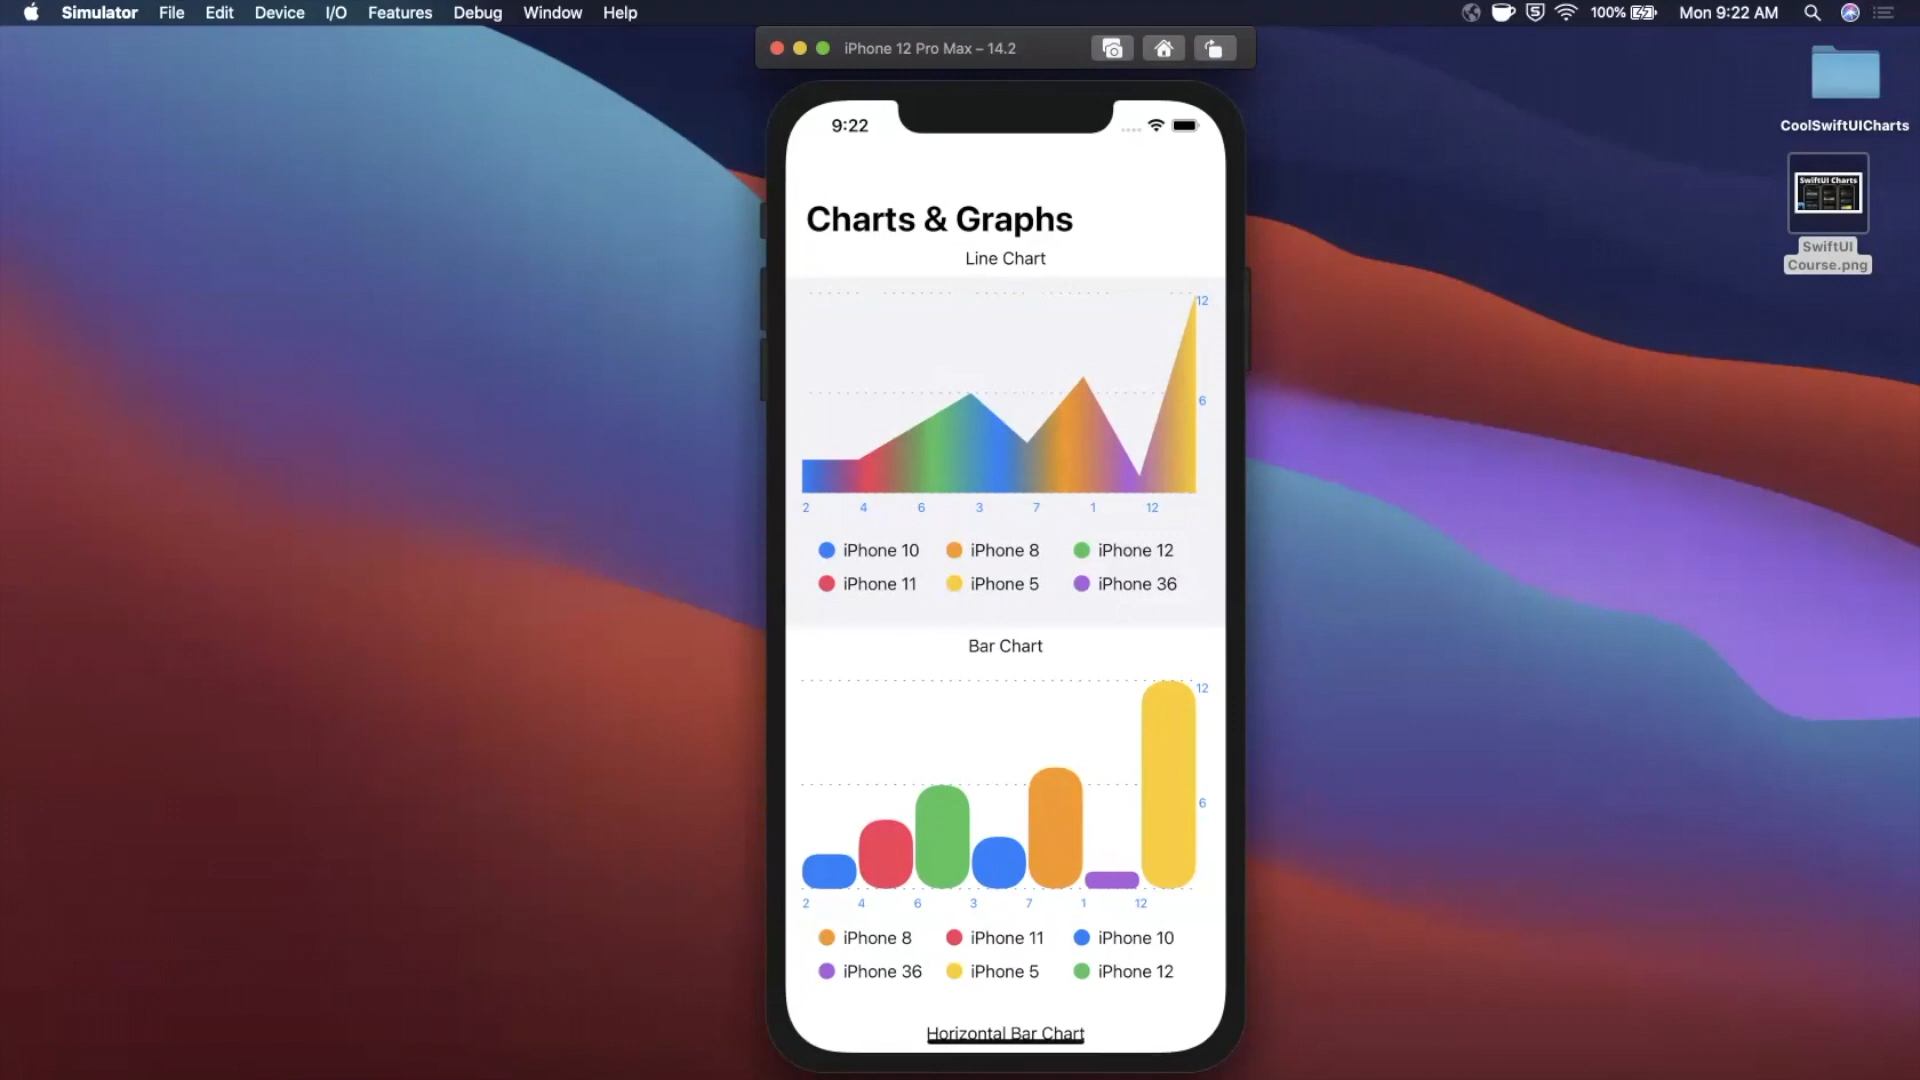 Simulator File Edit Device I/O Features Debug Window Help
100% Mon 9:22 AM
iPhone 12 Pro Max – 14.2
CoolSwiftUICharts
SwiftUI Charts
SwiftUI
Course.png
9:22
Charts & Graphs
Line Chart
12
6
2 4 6 3 7 1 12
iPhone 10 iPhone 8 iPhone 12
iPhone 11 iPhone 5 iPhone 36
Bar Chart
12
6
2 4 6 3 7 1 12
iPhone 8 iPhone 11 iPhone 10
iPhone 36 iPhone 5 iPhone 12
Horizontal Bar Chart